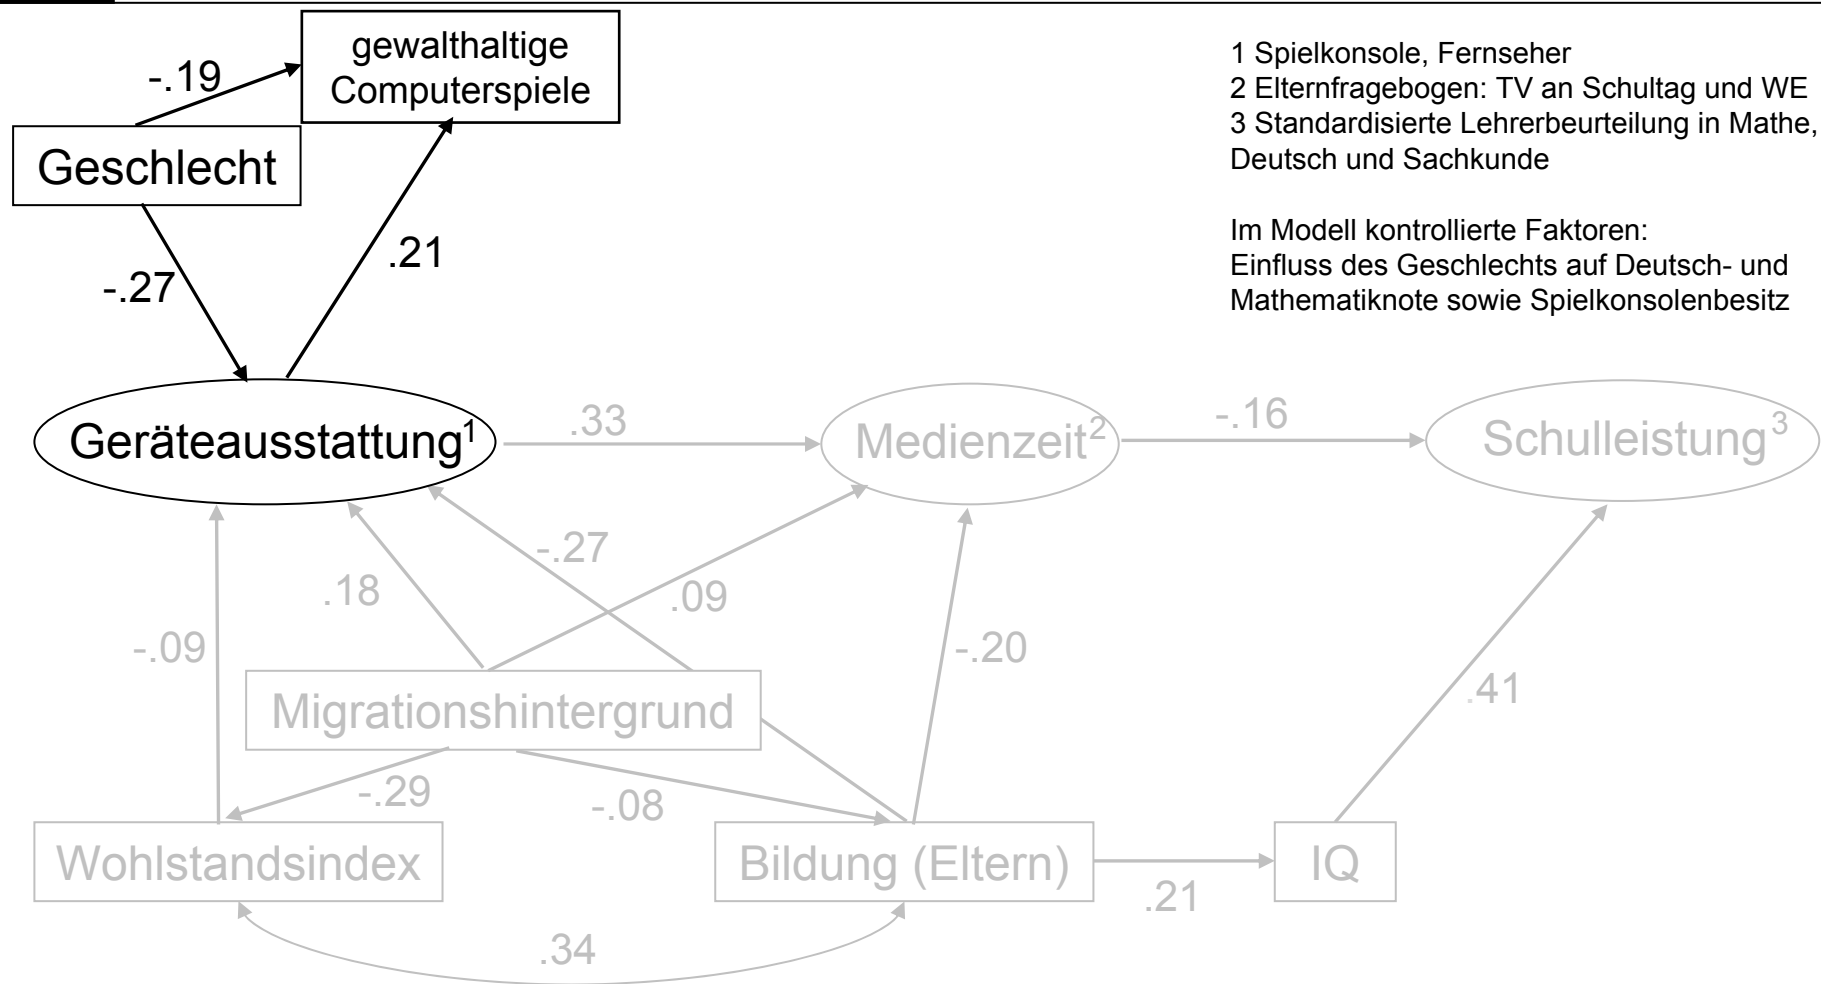 gewalthaltige
Computerspiele
-.19
Geschlecht
-.27
.21
1 Spielkonsole, Fernseher
2 Elternfragebogen: TV an Schultag und WE
3 Standardisierte Lehrerbeurteilung in Mathe,
Deutsch und Sachkunde
Im Modell kontrollierte Faktoren:
Einfluss des Geschlechts auf Deutsch- und
Mathematiknote sowie Spielkonsolenbesitz
Geräteausstattung1
.33
Medienzeit2
-.16
Schulleistung3
-.27
.18
.09
-.09
-.20
Migrationshintergrund
.41
-.29
-.08
Wohlstandsindex
Bildung (Eltern)
.21
IQ
.34